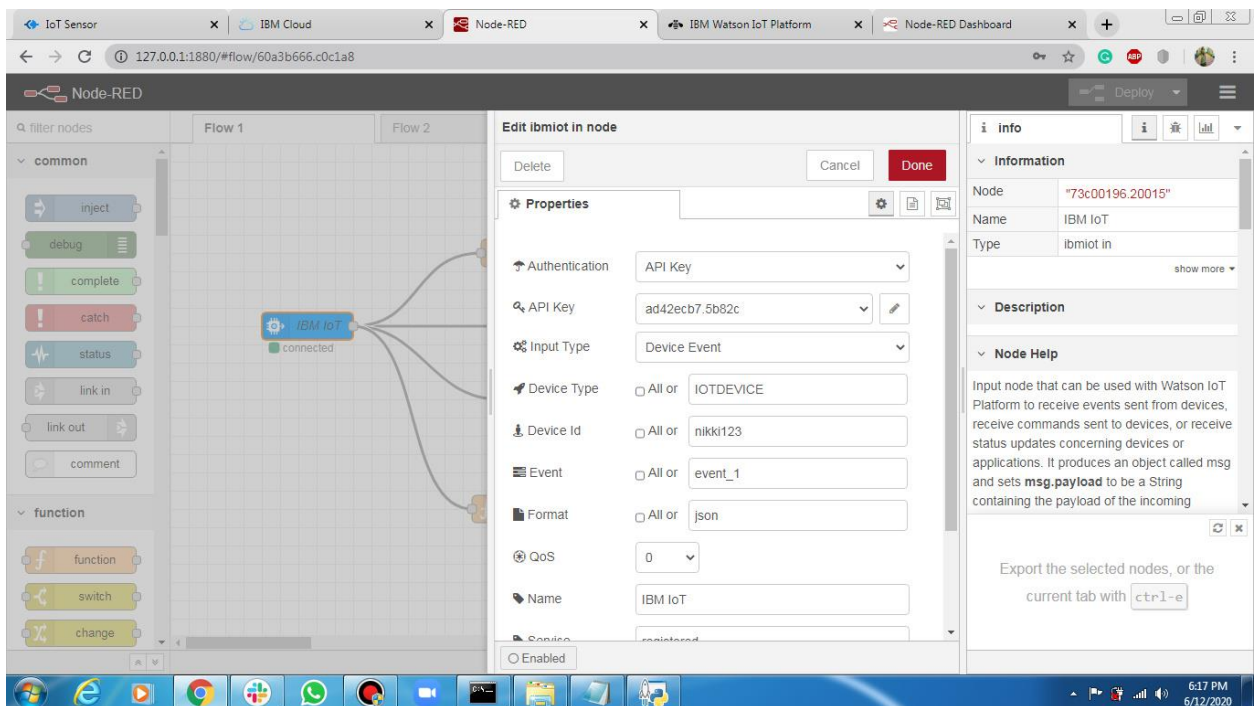 IoT Sensor
IBM Cloud
Node-RED
IBM Watson IoT Platform
Node-RED Dashboard
127.0.0.1:1880/#flow/60a3b666.c0c1a8
ABP
Node-RED
Deploy
filter nodes
Flow 1
Flow 2
Edit ibmiot in node
info
common
Delete
Cancel
Done
Information
Node "73c00196.20015"
Properties
Name IBM IoT
Type ibmiot in
show more
inject
debug
complete
catch
status
link in
link out
comment
IBM IoT
connected
Authentication API Key
API Key ad42ecb7.5b82c
Input Type Device Event
Device Type All or IOTDEVICE
Device Id All or nikki123
Event All or event_1
Format All or json
QoS 0
Name IBM IoT
Service registered
Enabled
Description
Node Help
Input node that can be used with Watson IoT
Platform to receive events sent from devices,
receive commands sent to devices, or receive
status updates concerning devices or
applications. It produces an object called msg
and sets msg.payload to be a String
containing the payload of the incoming
Export the selected nodes, or the
current tab with ctrl-e
function
function
switch
change
6:17 PM
6/12/2020